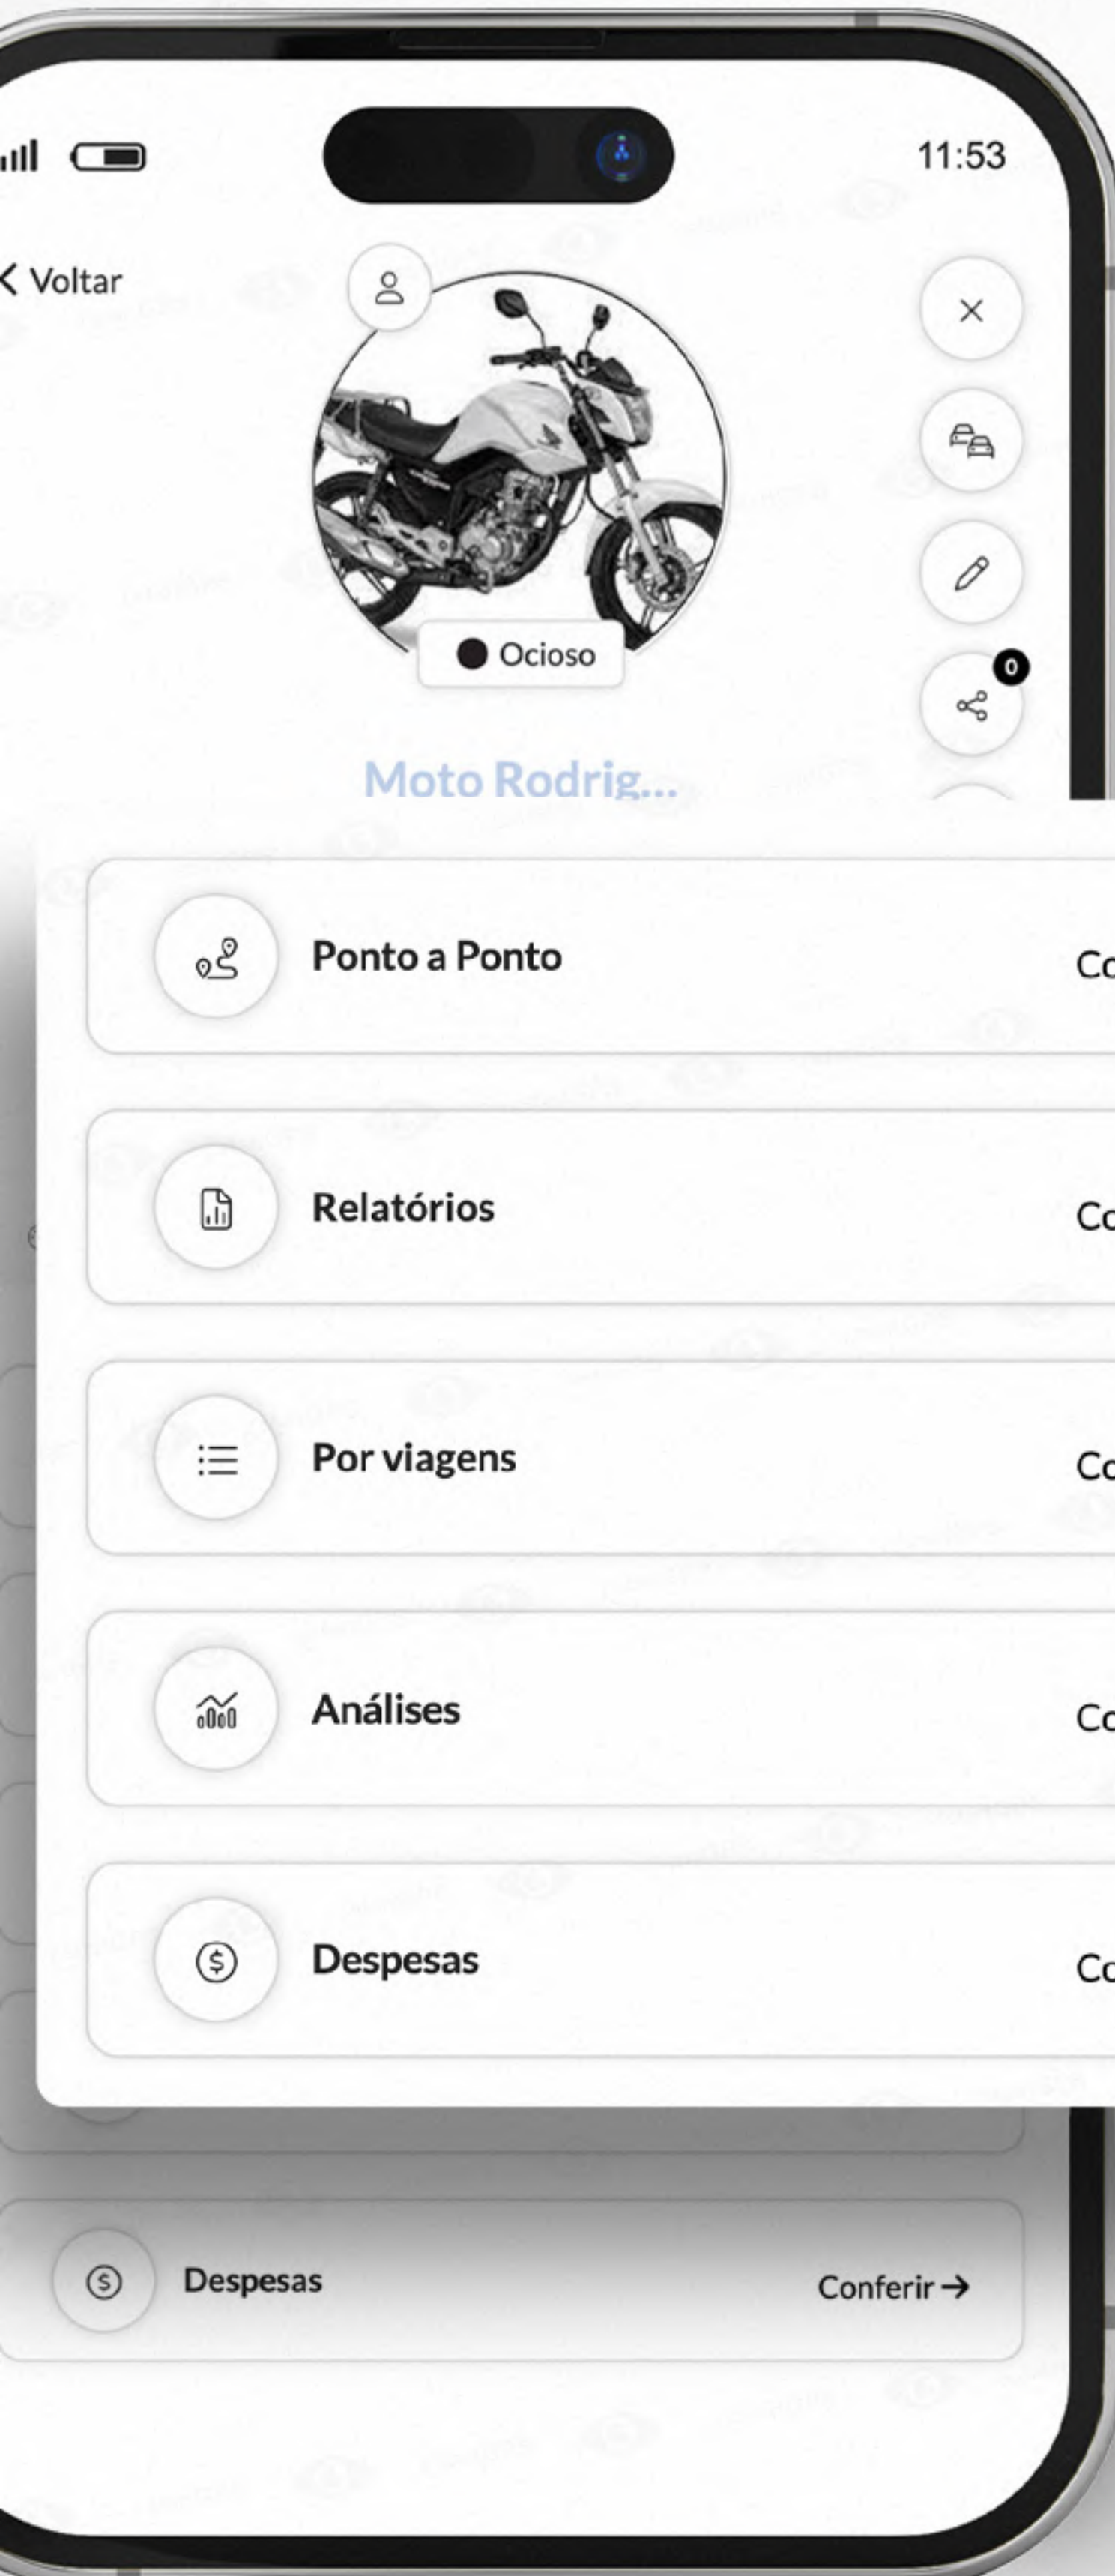 11:53
Voltar
Ocioso
0
Moto Rodrig...
Ponto a Ponto
Co
Relatórios
Co
Por viagens
Co
Análises
Co
Despesas
Co
Despesas
Conferir →